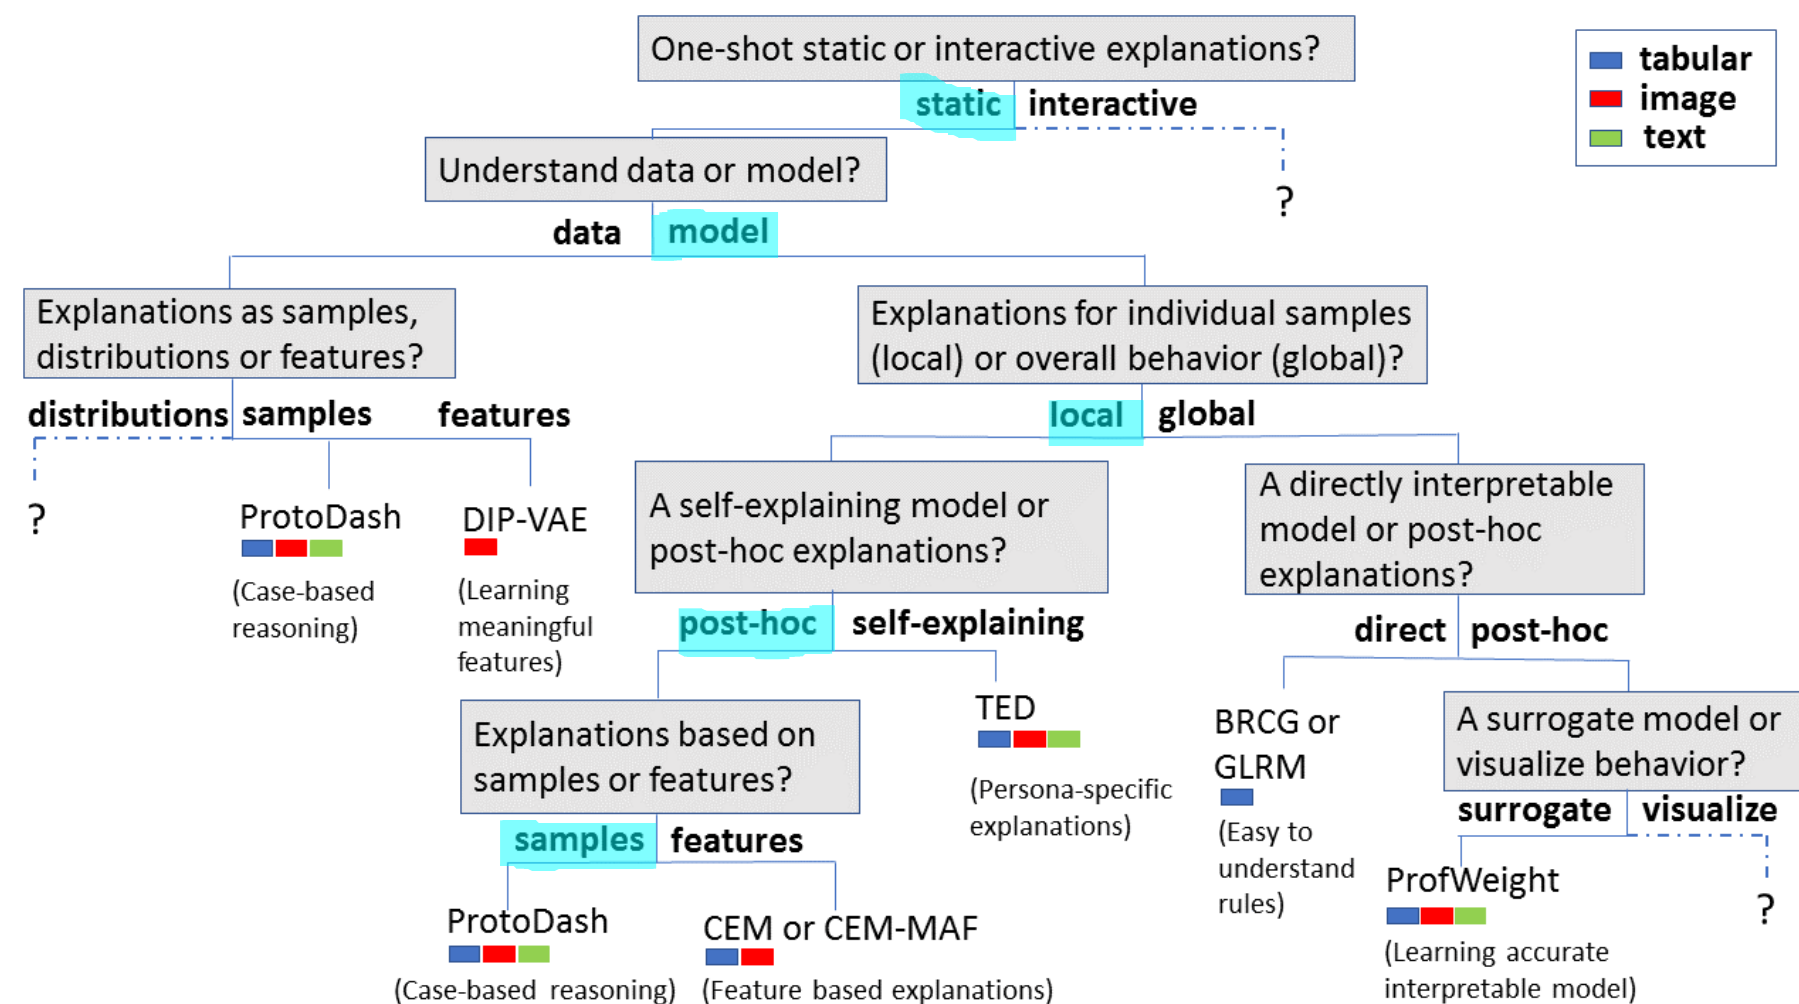 One-shot static or interactive explanations?
tabular
image
text
static interactive
Understand data or model?
?
data model
Explanations as samples,
distributions or features?
Explanations for individual samples
(local) or overall behavior (global)?
distributions samples features
local global
?
ProtoDash
(Case-based
reasoning)
DIP-VAE
(Learning
meaningful
features)
A self-explaining model or
post-hoc explanations?
A directly interpretable
model or post-hoc
explanations?
post-hoc self-explaining
direct post-hoc
Explanations based on
samples or features?
TED
(Persona-specific
explanations)
BRCG or
GLRM
(Easy to
understand
rules)
A surrogate model or
visualize behavior?
samples features
surrogate visualize
ProtoDash
(Case-based reasoning)
CEM or CEM-MAF
(Feature based explanations)
ProfWeight
(Learning accurate
interpretable model)
?